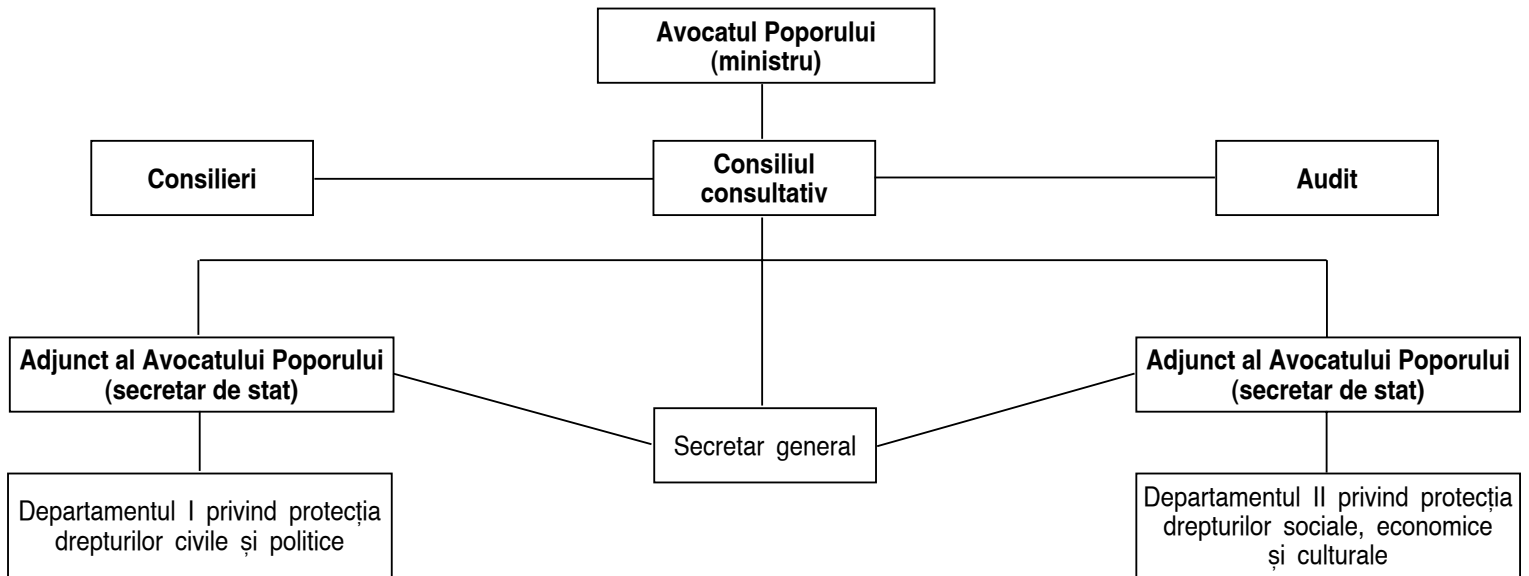 Avocatul Poporului
(ministru)
Consilieri
Consiliul
consultativ
Audit
Adjunct al Avocatului Poporului
(secretar de stat)
Adjunct al Avocatului Poporului
(secretar de stat)
Secretar general
Departamentul I privind protecția
drepturilor civile și politice
Departamentul II privind protecția
drepturilor sociale, economice
și culturale